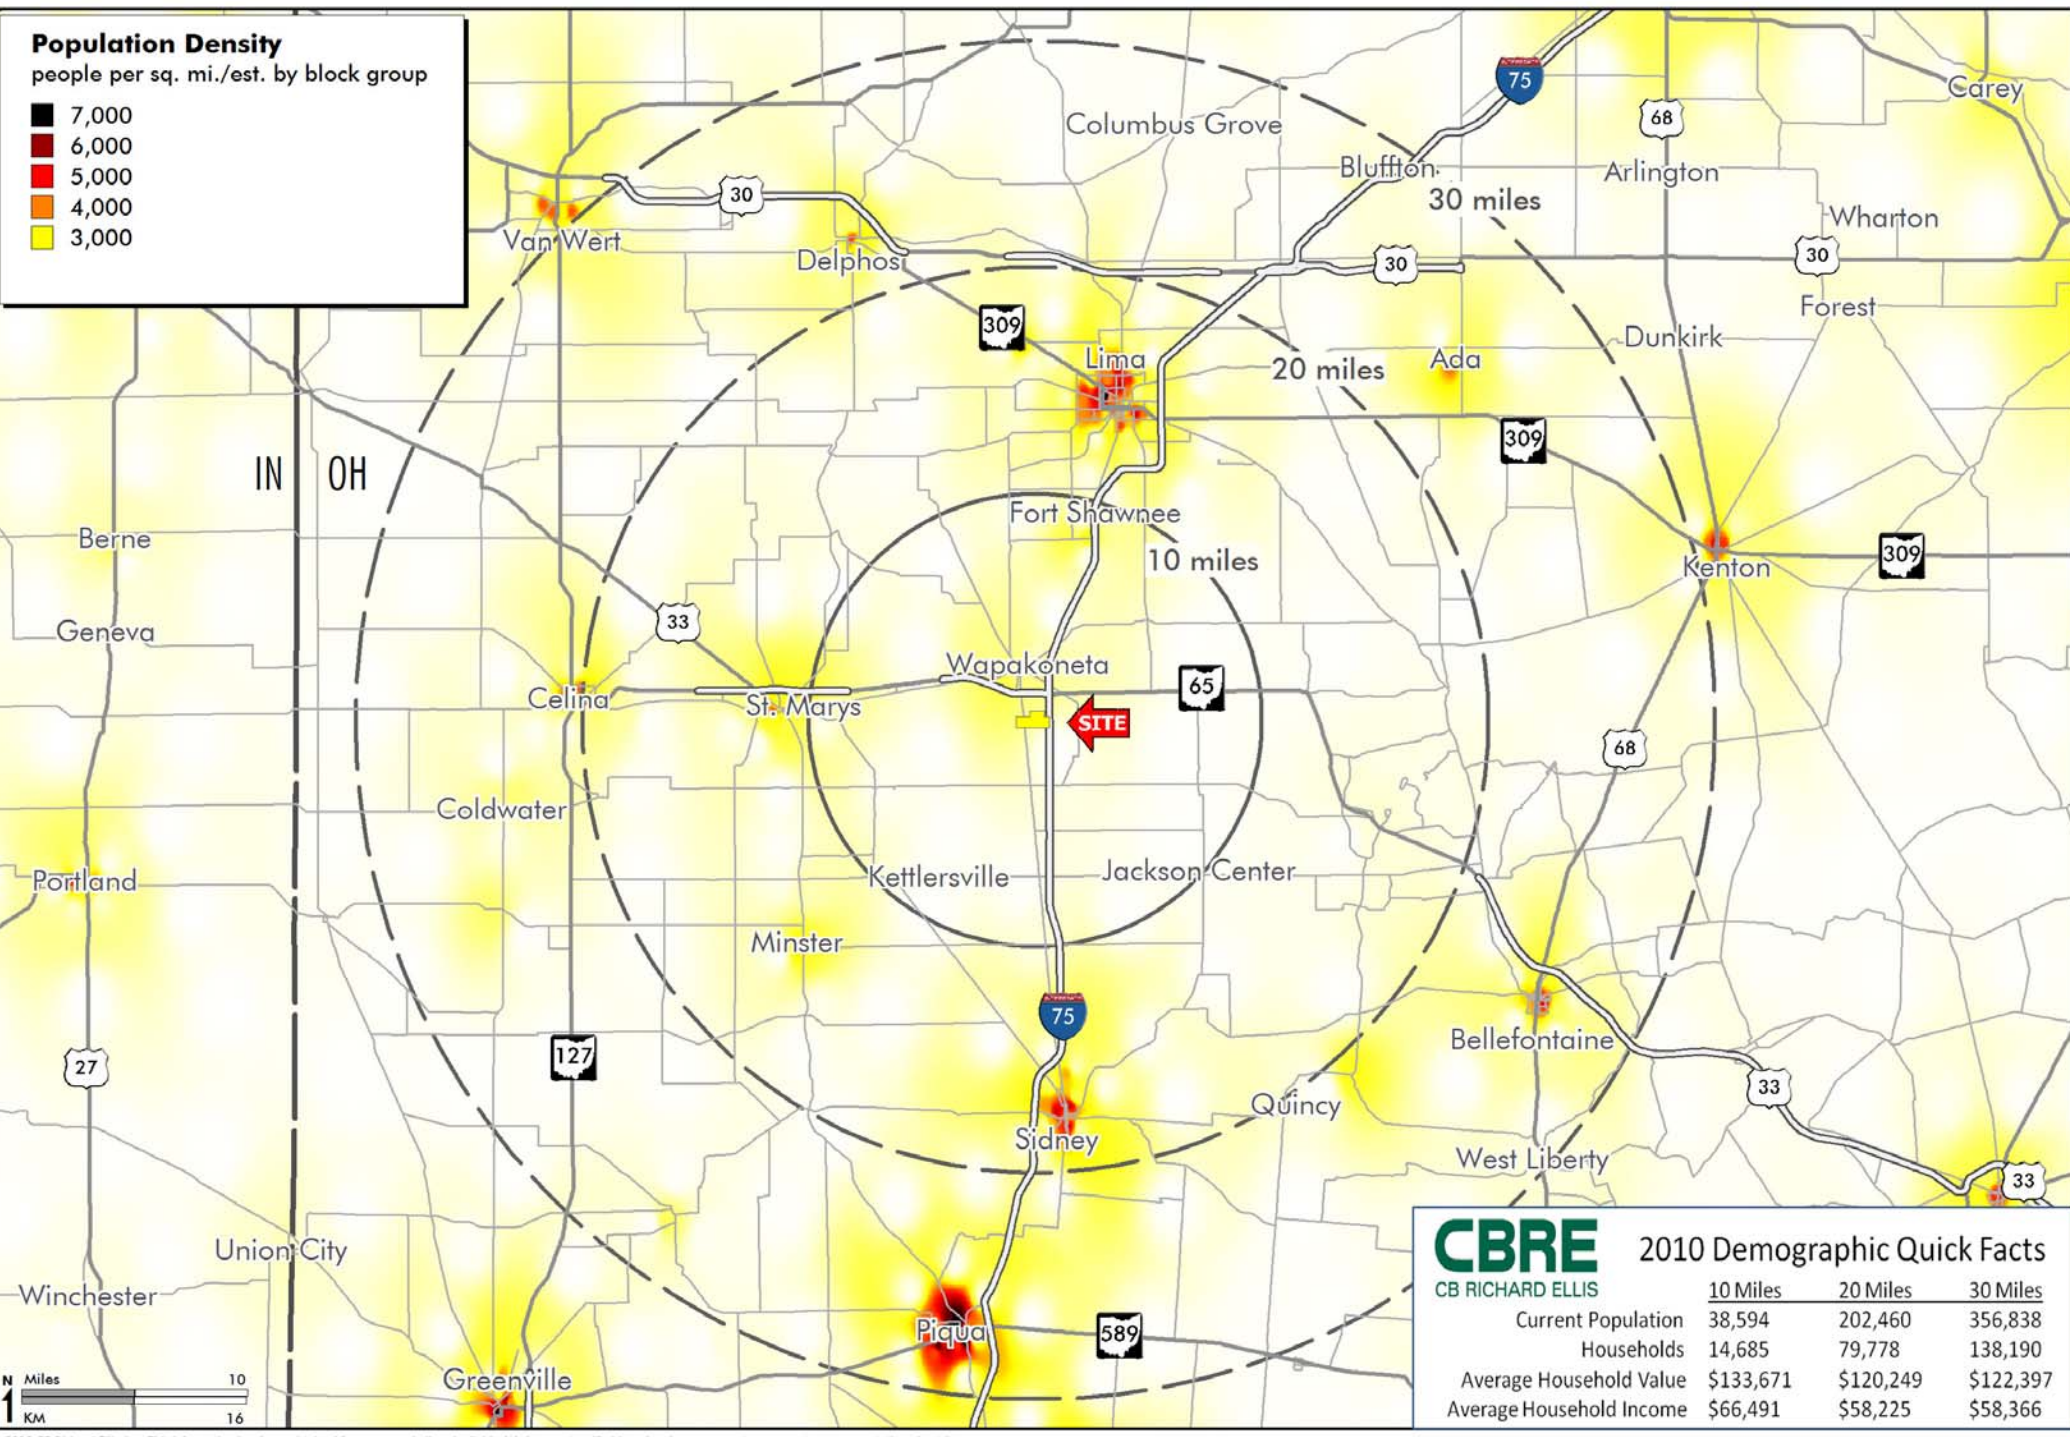 Population Density
people per sq. mi./est. by block group
7,000
6,000
5,000
4,000
3,000
75
Carey
68
Columbus Grove
Bluffton
Arlington
30 miles
30
Wharton
Van Wert
Delphos
30
30
309
Forest
Dunkirk
Lima
20 miles
Ada
309
IN
OH
Fort Shawnee
Berne
10 miles
309
Kenton
33
Geneva
Wapakoneta
65
Celina
St. Marys
SITE
68
Coldwater
Portland
Kettlersville
Jackson Center
Minster
75
Bellefontaine
127
27
33
Quincy
Sidney
West Liberty
33
Union City
Winchester
Piqua
589
Greenville
N
Miles
10
KM
16
CBRE
CB RICHARD ELLIS
2010 Demographic Quick Facts
10 Miles 20 Miles 30 Miles
Current Population 38,594 202,460 356,838
Households 14,685 79,778 138,190
Average Household Value $133,671 $120,249 $122,397
Average Household Income $66,491 $58,225 $58,366